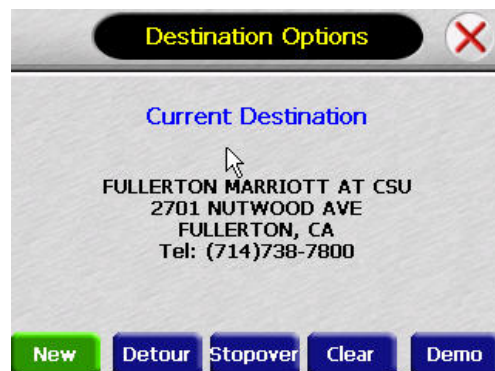 Destination Options
Current Destination
FULLERTON MARRIOTT AT CSU
2701 NUTWOOD AVE
FULLERTON, CA
Tel: (714)738-7800
New Detour Stopover Clear Demo